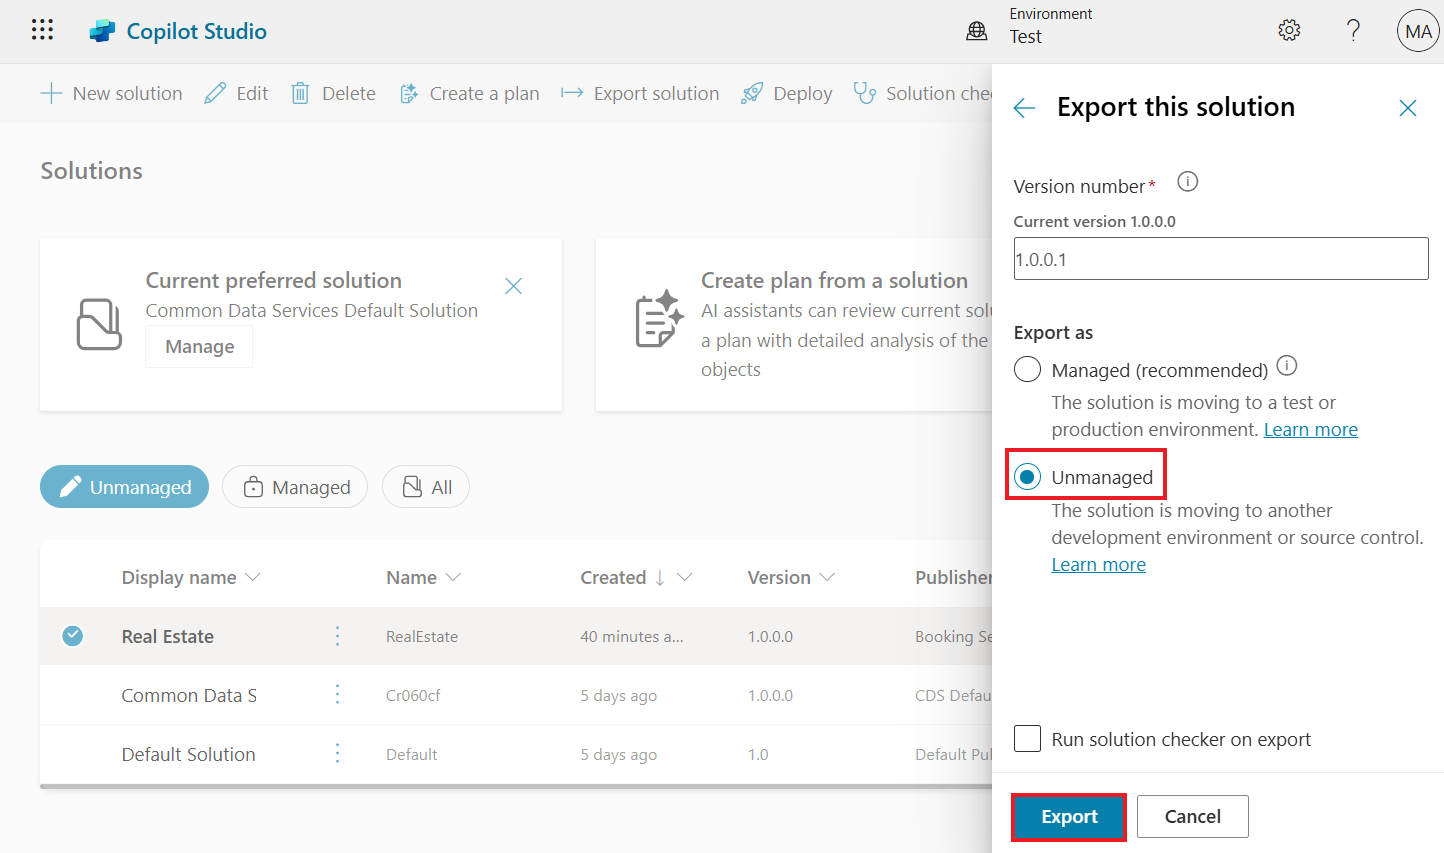 Copilot Studio
Environment
Test
MA
New solution
Edit
Delete
Create a plan
Export solution
Deploy
Solution che
Solutions
Current preferred solution
Common Data Services Default Solution
Manage
Create plan from a solution
AI assistants can review current sol
a plan with detailed analysis of the
objects
Unmanaged
Managed
All
Display name
Name
Created
Version
Publisher
Real Estate
RealEstate
40 minutes a...
1.0.0.0
Booking Se
Common Data S
Cr060cf
5 days ago
1.0.0.0
CDS Defau
Default Solution
Default
5 days ago
1.0
Default Pul
Export this solution
Version number*
Current version 1.0.0.0
1.0.0.1
Export as
Managed (recommended)
The solution is moving to a test or
production environment. Learn more
Unmanaged
The solution is moving to another
development environment or source control.
Learn more
Run solution checker on export
Export
Cancel